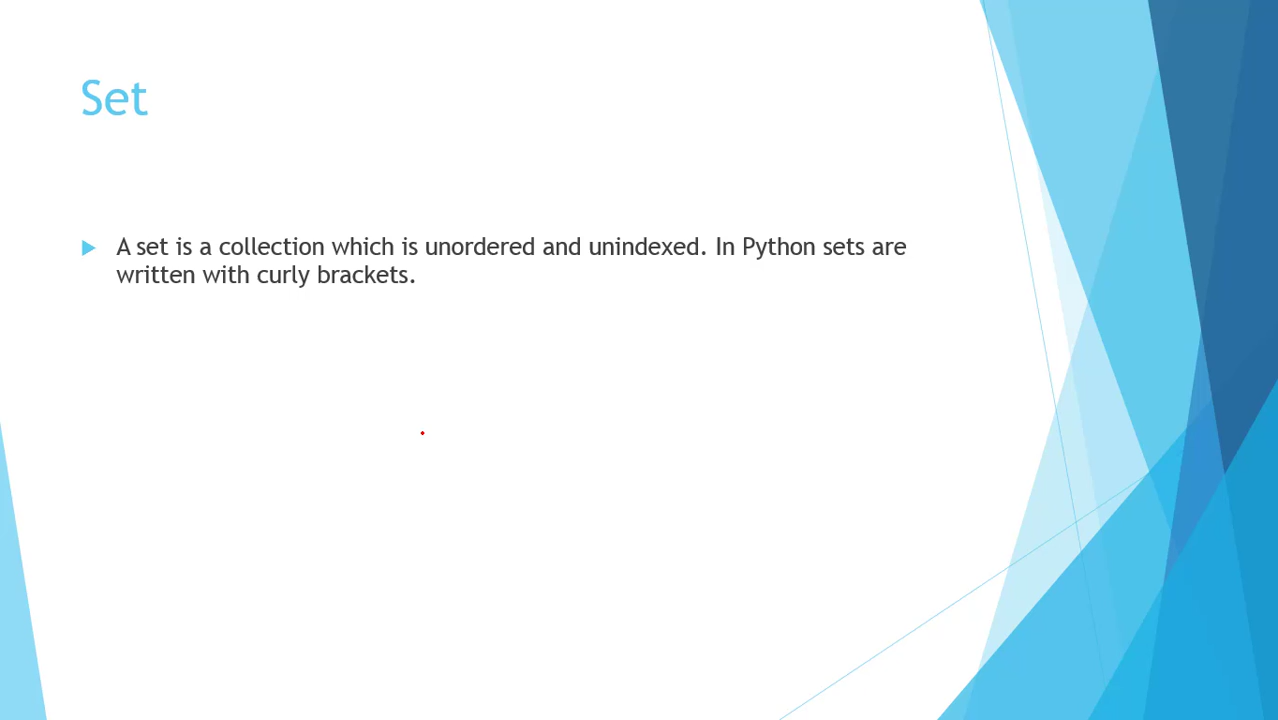 Set
A set is a collection which is unordered and unindexed. In Python sets are
written with curly brackets.